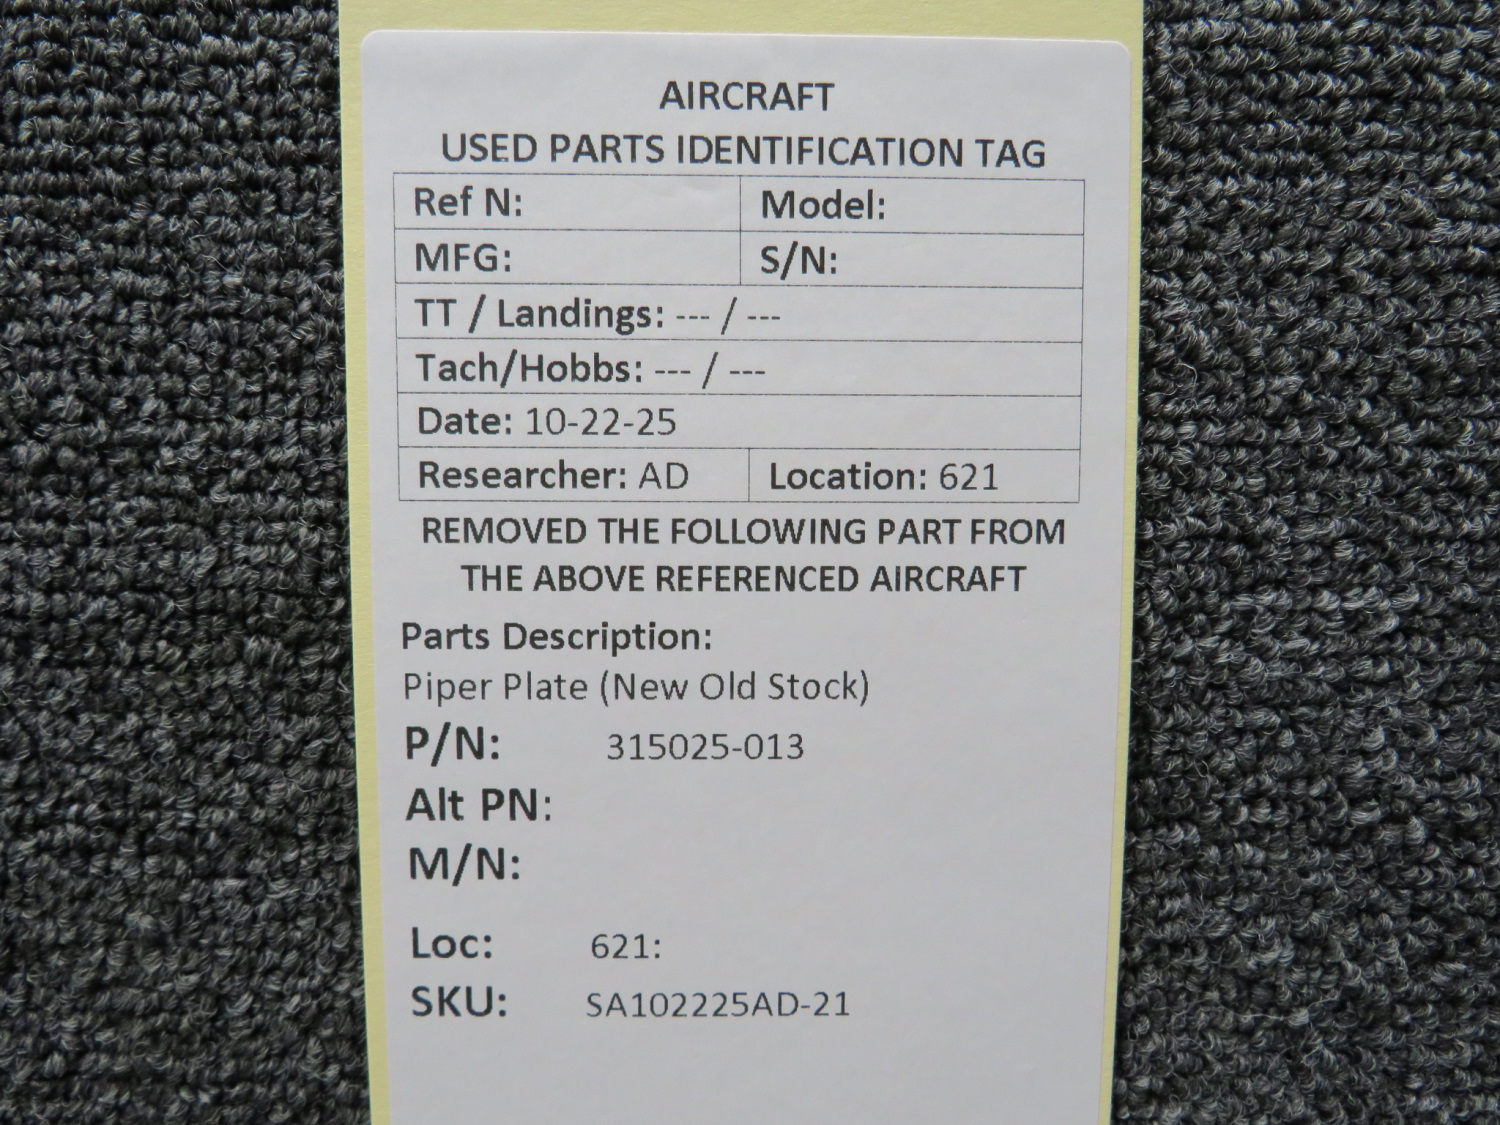 AIRCRAFT
USED PARTS IDENTIFICATION TAG
Ref N: Model:
MFG: S/N:
TT / Landings: --- / ---
Tach/Hobbs: --- / ---
Date: 10-22-25
Researcher: AD Location: 621
REMOVED THE FOLLOWING PART FROM
THE ABOVE REFERENCED AIRCRAFT
Parts Description:
Piper Plate (New Old Stock)
P/N: 315025-013
Alt PN:
M/N:
Loc: 621:
SKU: SA102225AD-21